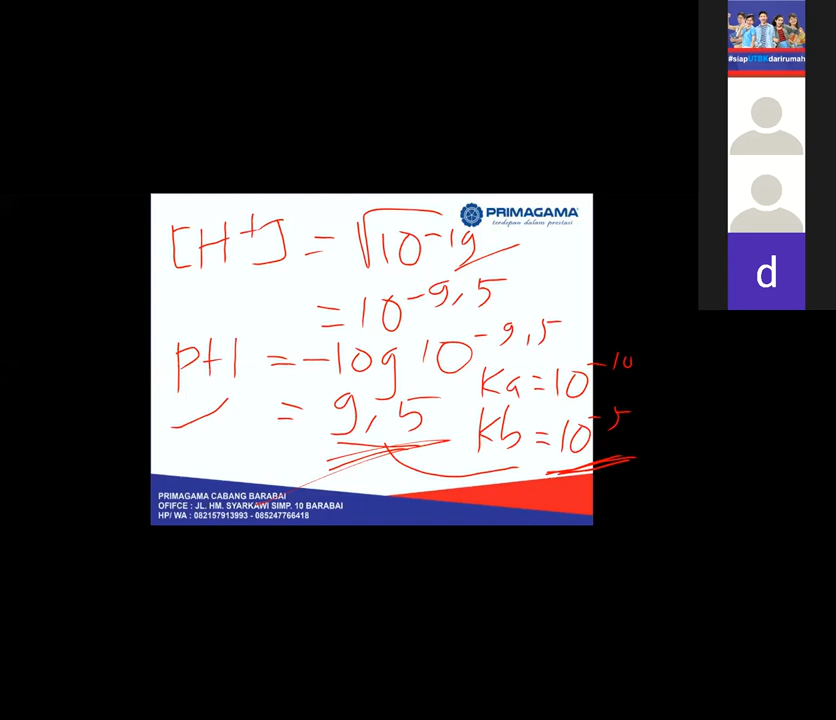 #siapUTBKdarirumah
d
PRIMAGAMA
terdepan dalam prestasi
[H+] = √10^-19
= 10^-9,5
PH = -log 10^-9,5
= 9,5
Ka = 10^-10
Kb = 10^-5
PRIMAGAMA CABANG BARABAI
OFIFCE : JL. HM. SYARKAWI SIMP. 10 BARABAI
HP/ WA : 082157913993 - 085247766418